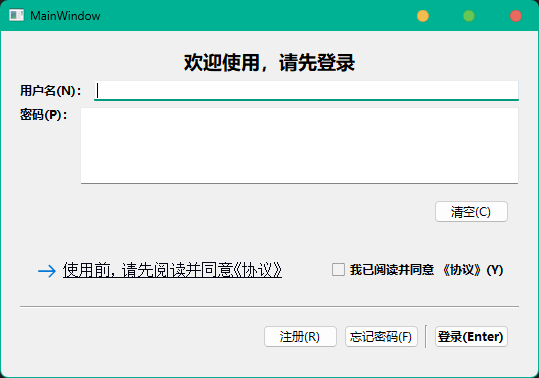 MainWindow
欢迎使用，请先登录
用户名(N)：
密码(P)：
清空(C)
使用前, 请先阅读并同意《协议》
我已阅读并同意 《协议》(Y)
注册(R)
忘记密码(F)
登录(Enter)